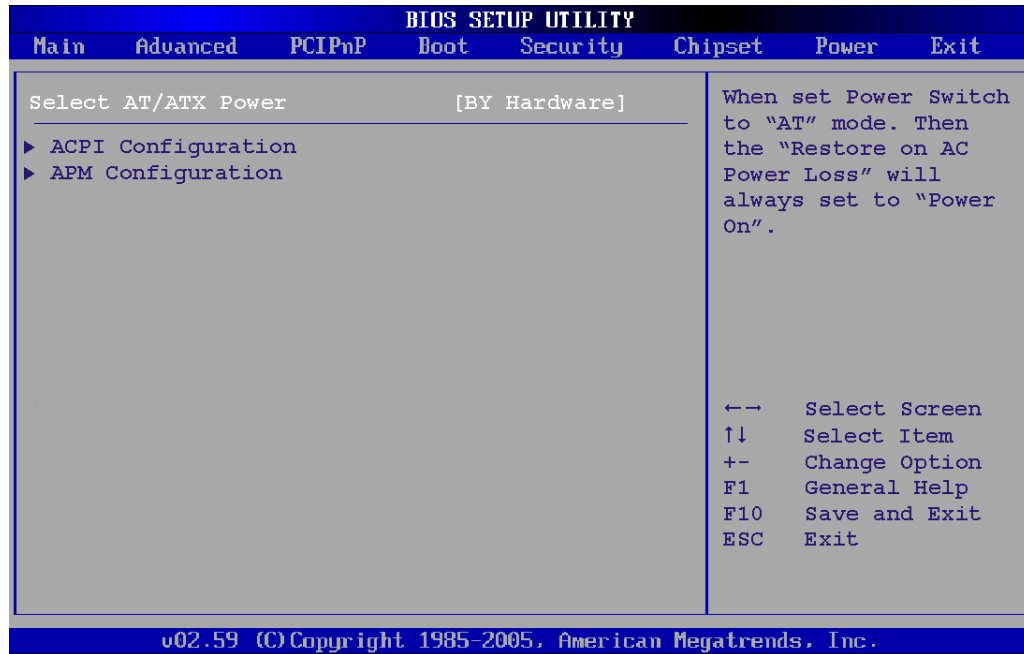 BIOS SETUP UTILITY
Main Advanced PCIPnP Boot Security Chipset Power Exit
Select AT/ATX Power [BY Hardware]
▶ ACPI Configuration
▶ APM Configuration
When set Power Switch
to “AT” mode. Then
the “Restore on AC
Power Loss” will
always set to “Power
On”.
←→ Select Screen
↑↓ Select Item
+- Change Option
F1 General Help
F10 Save and Exit
ESC Exit
v02.59 (C)Copyright 1985-2005, American Megatrends, Inc.